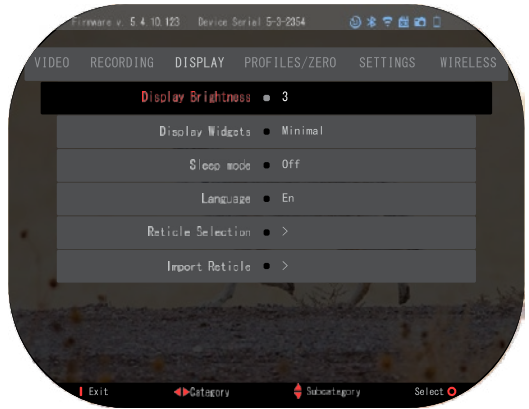 Firmware v. 5.4.10.123 Device Serial 5-3-2354
VIDEO RECORDING DISPLAY PROFILES/ZERO SETTINGS WIRELESS
Display Brightness 3
Display Widgets Minimal
Sleep mode Off
Language En
Reticle Selection >
Import Reticle >
Exit Category Subcategory Select